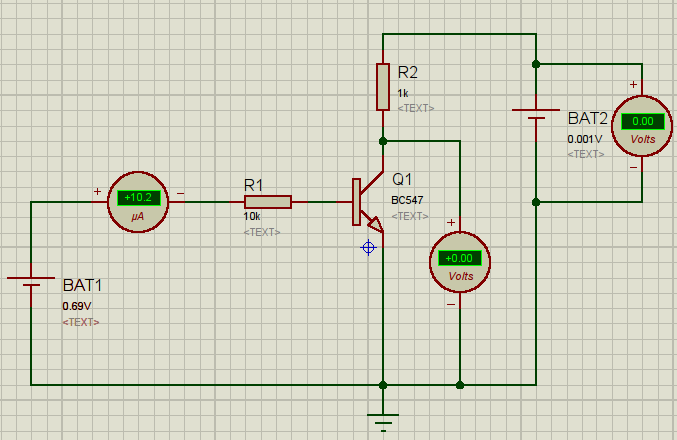 R2
1k
<TEXT>
+
0.00
Volts
−
BAT2
0.001V
<TEXT>
+
+10.2
µA
−
R1
10k
<TEXT>
Q1
BC547
<TEXT>
+
+0.00
Volts
−
BAT1
0.69V
<TEXT>